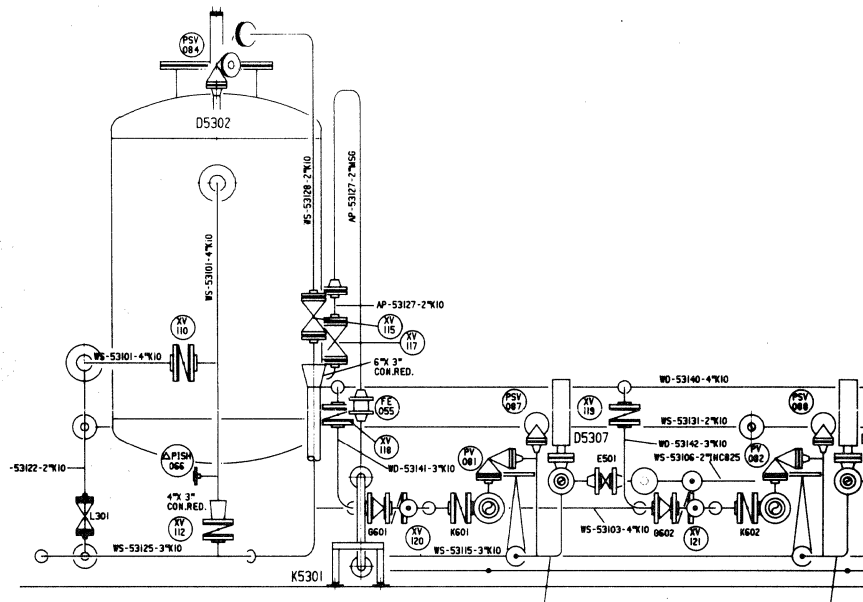 PSV
084
D5302
WS-53128-2"K10
AP-53127-2"MSG
WS-53101-4"K10
AP-53127-2"K10
XV
110
XV
115
XV
117
WS-53101-4"K10
6"X 3"
CON.RED.
WD-53140-4"K10
FE
055
PSV
087
XV
119
PSV
088
WS-53131-2"K10
XV
118
D5307
WD-53142-3"K10
PISH
066
PV
081
E501
WS-53106-2"INC825
PV
082
-53122-2"K10
WD-53141-3"K10
4"X 3"
CON.RED.
L301
XV
112
G601
XV
120
K601
WS-53103-4"K10
G602
XV
121
K602
WS-53125-3"K10
WS-53115-3"K10
K5301